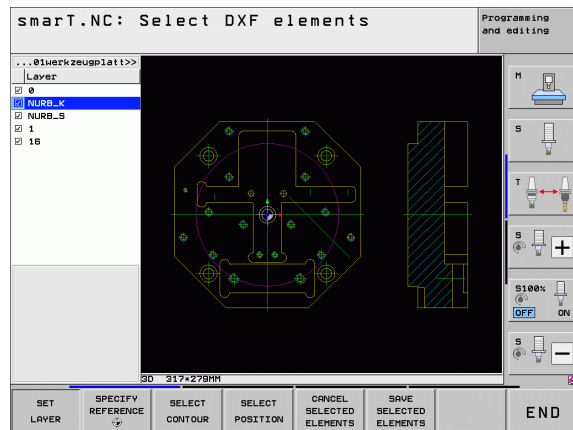 smarT.NC: Select DXF elements
Programming
and editing
...01werkzeugplatt>>
Layer
0
NURB_K
NURB_S
1
16
3D 317*279MM
M
S
T
S
S100%
OFF ON
S
SET
LAYER
SPECIFY
REFERENCE
SELECT
CONTOUR
SELECT
POSITION
CANCEL
SELECTED
ELEMENTS
SAVE
SELECTED
ELEMENTS
END